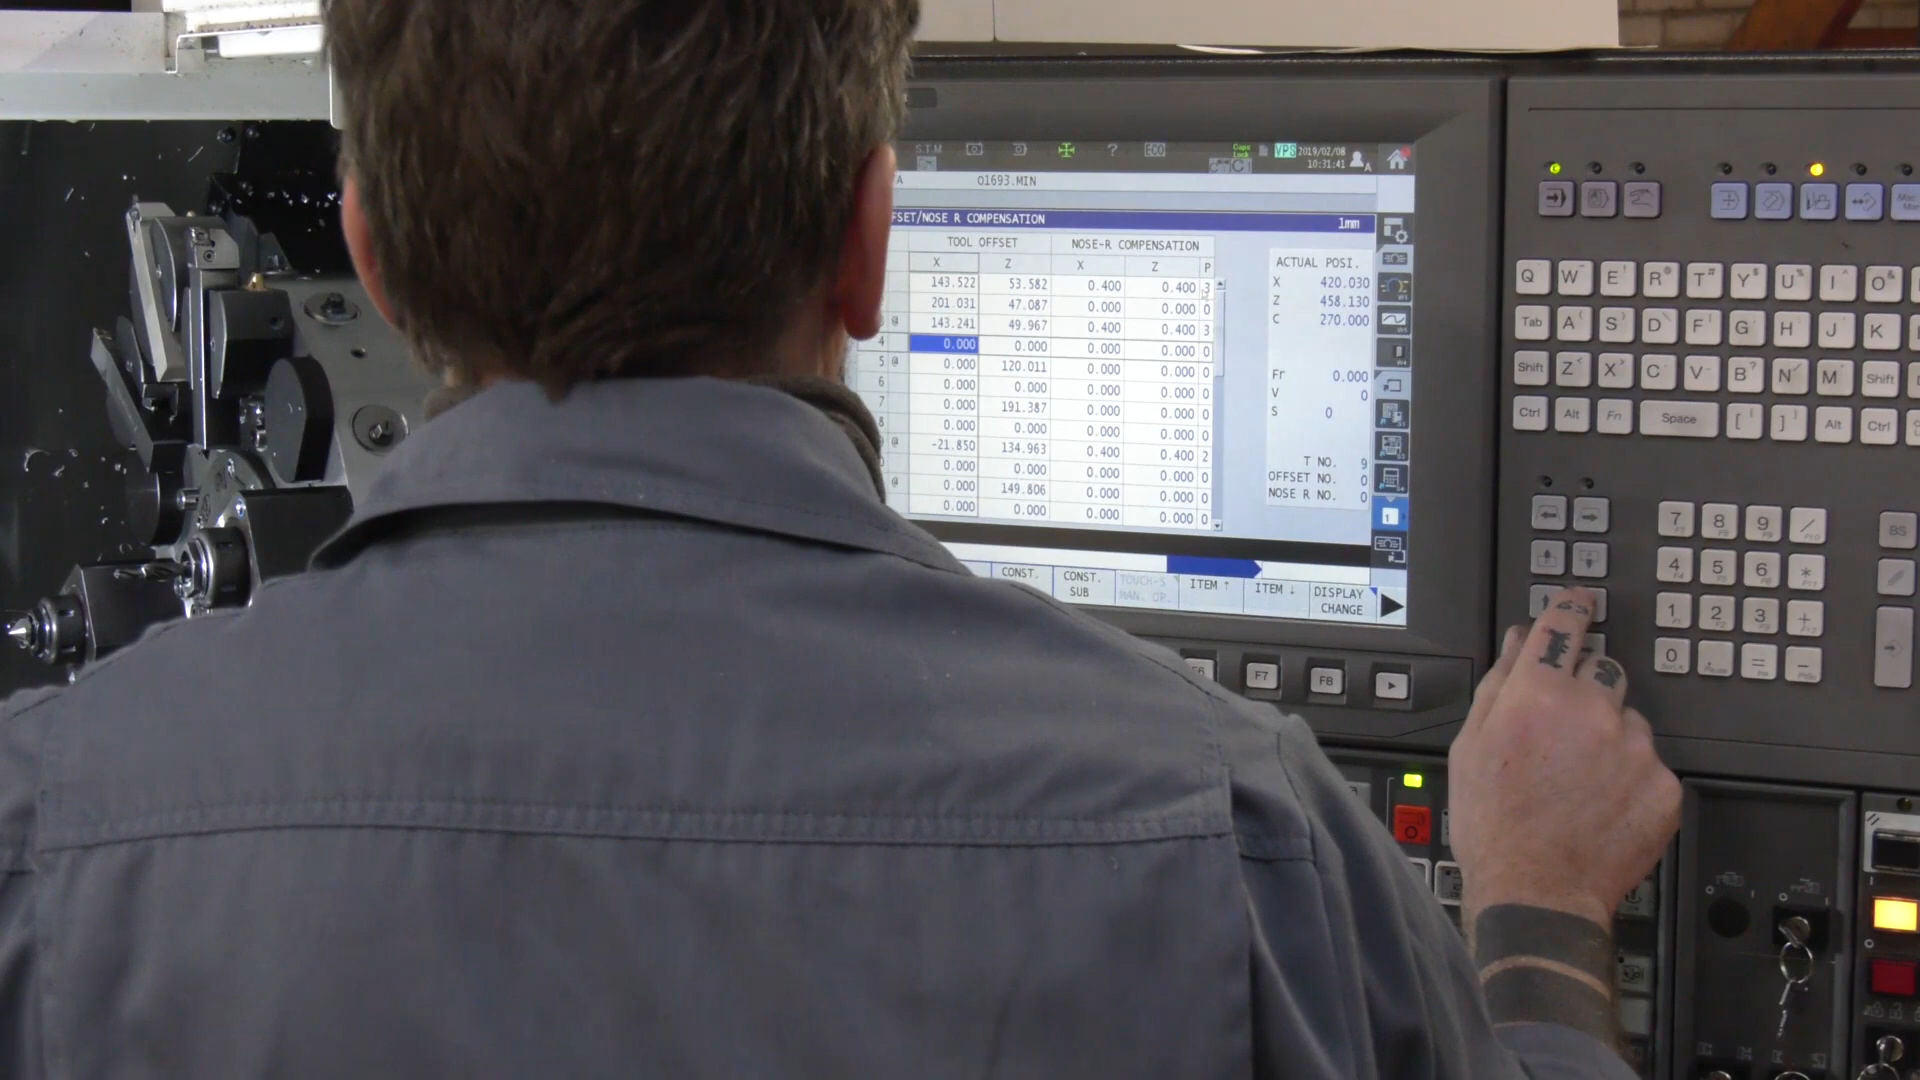 S.T.M ? ECO Caps Lock VPS 2019/02/08
10:31:41 A
A O1693.MIN
FSET/NOSE R COMPENSATION 1mm
TOOL OFFSET NOSE-R COMPENSATION ACTUAL POSI.
X Z X Z P
143.522 53.582 0.400 0.400 3
201.031 47.087 0.000 0.000 0
@ 143.241 49.967 0.400 0.400 3
4 0.000 0.000 0.000 0.000 0
5 @ 0.000 120.011 0.000 0.000 0
6 0.000 0.000 0.000 0.000 0
7 0.000 191.387 0.000 0.000 0
0.000 0.000 0.000 0.000 0
@ -21.850 134.963 0.400 0.400 2
0.000 0.000 0.000 0.000 0
@ 0.000 149.806 0.000 0.000 0
0.000 0.000 0.000 0.000 0
X 420.030
Z 458.130
C 270.000
Fr 0.000
V 0
S 0
T NO. 9
OFFSET NO. 0
NOSE R NO. 0
CONST.
CONST. SUB
TOUCH-S MAN. OP.
ITEM ↑
ITEM ↓
DISPLAY CHANGE
F6 F7 F8
Q W E R T Y U I O
Tab A S D F G H J K
Shift Z X C V B N M Shift
Ctrl Alt Fn Space [ ] Alt Ctrl
7 8 9 /
4 5 6 *
1 2 3 +
0 . = -
BS